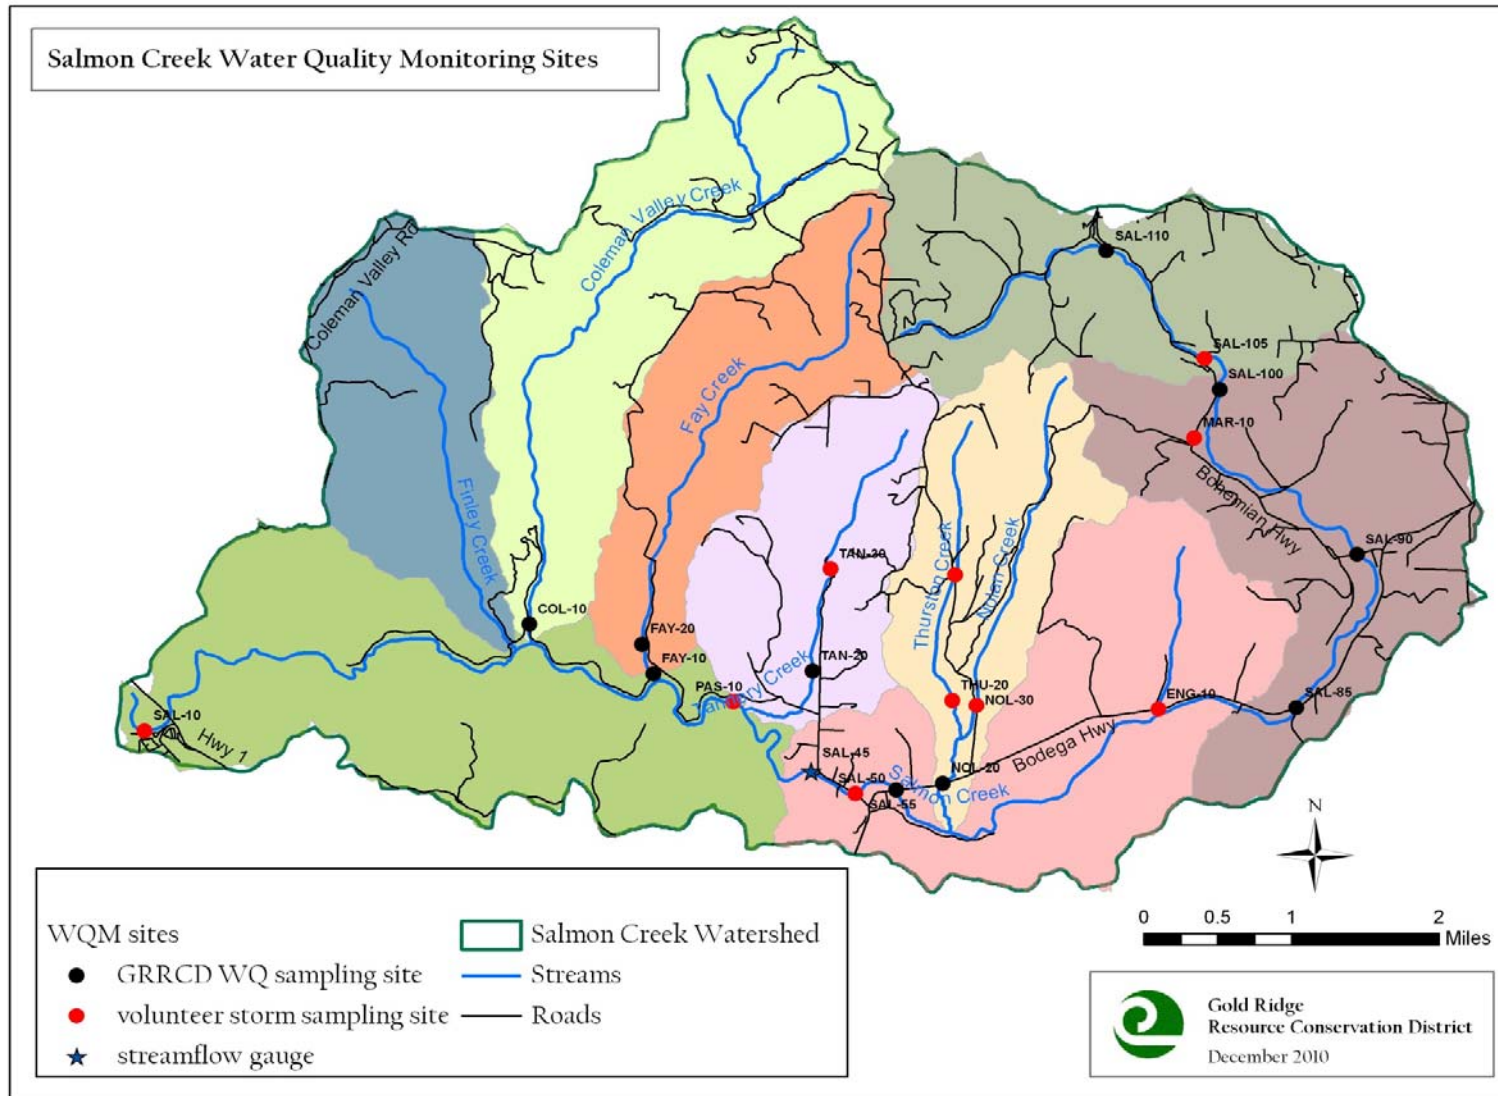 Salmon Creek Water Quality Monitoring Sites
Coleman Valley Creek
Coleman Valley Rd
SAL-110
SAL-105
SAL-100
Fay Creek
MAR-10
Bohemian Hwy
Finley Creek
SAL-90
TAN-30
Thurston Creek
Nolan Creek
COL-10
FAY-20
FAY-10
TAN-20
PAS-10
Tannery Creek
THU-20
NOL-30
ENG-10
SAL-85
SAL-10
Hwy 1
Bodega Hwy
SAL-45
SAL-50
NOL-20
SAL-55
Salmon Creek
N
0 0.5 1 2
Miles
WQM sites
GRRCD WQ sampling site
volunteer storm sampling site
streamflow gauge
Salmon Creek Watershed
Streams
Roads
Gold Ridge
Resource Conservation District
December 2010